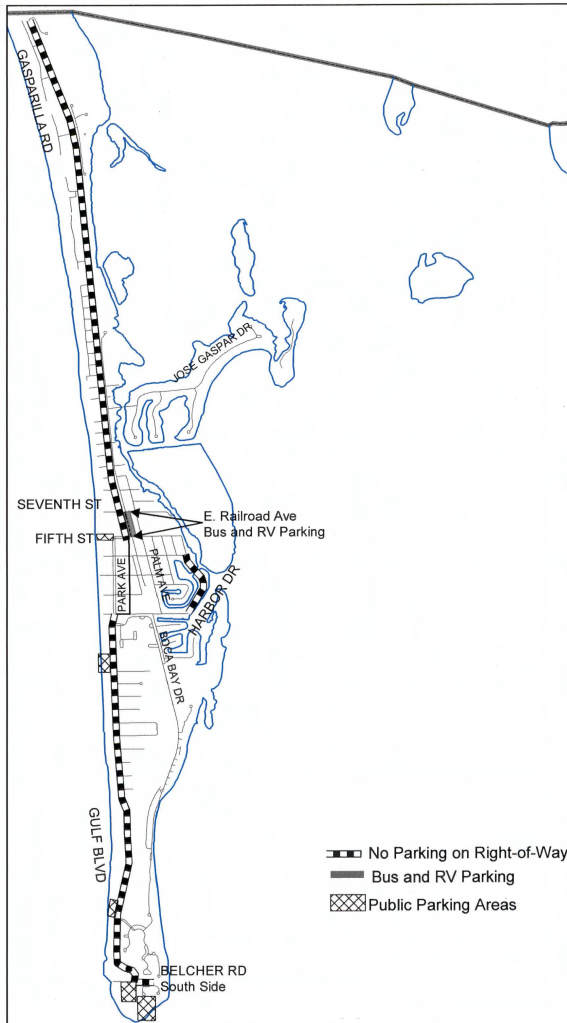 GASPARILLA RD
JOSE GASPAR DR
SEVENTH ST
E. Railroad Ave
Bus and RV Parking
FIFTH ST
PARK AVE
PALM AVE
HARBOR DR
BOCA BAY DR
GULF BLVD
No Parking on Right-of-Way
Bus and RV Parking
Public Parking Areas
BELCHER RD
South Side